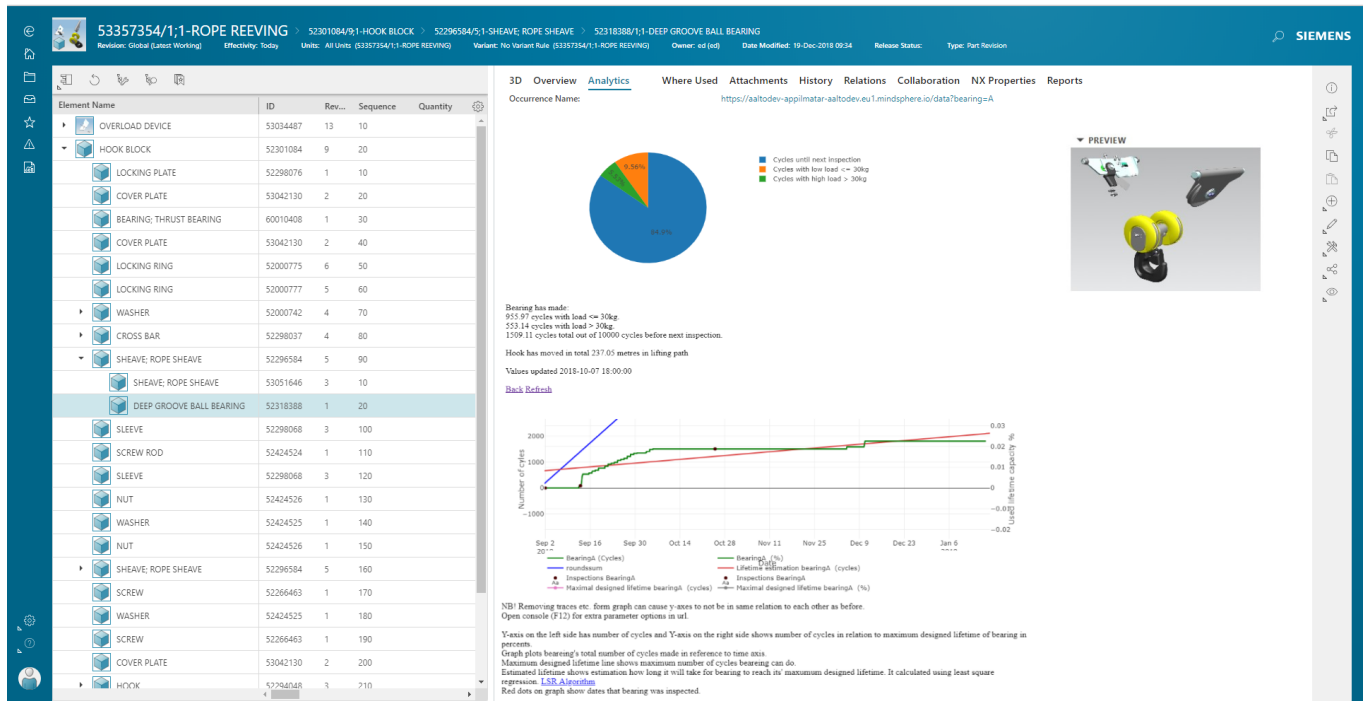 53357354/1;1-ROPE REEVING > 52301084/9;1-HOOK BLOCK > 52296584/5;1-SHEAVE; ROPE SHEAVE > 52318388/1;1-DEEP GROOVE BALL BEARING
Revision: Global (Latest Working) Effectivity: Today Units: All Units (53357354/1;1-ROPE REEVING) Variant: No Variant Rule (53357354/1;1-ROPE REEVING) Owner: ed (ed) Date Modified: 19-Dec-2018 09:34 Release Status: Type: Part Revision
SIEMENS
Element Name ID Rev... Sequence Quantity
OVERLOAD DEVICE 53034487 13 10
HOOK BLOCK 52301084 9 20
LOCKING PLATE 52298076 1 10
COVER PLATE 53042130 2 20
BEARING; THRUST BEARING 60010408 1 30
COVER PLATE 53042130 2 40
LOCKING RING 52000775 6 50
LOCKING RING 52000777 5 60
WASHER 52000742 4 70
CROSS BAR 52298037 4 80
SHEAVE; ROPE SHEAVE 52296584 5 90
SHEAVE; ROPE SHEAVE 53051646 3 10
DEEP GROOVE BALL BEARING 52318388 1 20
SLEEVE 52298068 3 100
SCREW ROD 52424524 1 110
SLEEVE 52298068 3 120
NUT 52424526 1 130
WASHER 52424525 1 140
NUT 52424526 1 150
SHEAVE; ROPE SHEAVE 52296584 5 160
SCREW 52266463 1 170
WASHER 52424525 1 180
SCREW 52266463 1 190
COVER PLATE 53042130 2 200
HOOK 52294048 3 210
3D Overview Analytics Where Used Attachments History Relations Collaboration NX Properties Reports
Occurrence Name: https://aaltodev-appilmatar-aaltodev.eu1.mindsphere.io/data?bearing=A
PREVIEW
9.56%
84.9%
Cycles until next inspection
Cycles with low load <= 30kg
Cycles with high load > 30kg
Bearing has made:
955.97 cycles with load <= 30kg.
553.14 cycles with load > 30kg.
1509.11 cycles total out of 10000 cycles before next inspection.
Hook has moved in total 237.05 metres in lifting path
Values updated 2018-10-07 18:00:00
Back Refresh
Number of cyles
2000
1000
0
−1000
0.03
0.02
0.01
0
−0.01
−0.02
Used lifetime capacity %
Sep 2 Sep 16 Sep 30 Oct 14 Oct 28 Nov 11 Nov 25 Dec 9 Dec 23 Jan 6
Date
BearingA (Cycles) BearingA (%)
roundssum Lifetime estimation bearingA (cycles)
Aa Inspections BearingA Aa Inspections BearingA
Maximal designed lifetime bearingA (cycles) Maximal designed lifetime bearingA (%)
NB! Removing traces etc. form graph can cause y-axes to not be in same relation to each other as before.
Open console (F12) for extra parameter options in url.
Y-axis on the left side has number of cycles and Y-axis on the right side shows number of cycles in relation to maximum designed lifetime of bearing in
percents.
Graph plots beareing's total number of cycles made in reference to time axis.
Maximum designed lifetime line shows maximum number of cycles beareing can do.
Estimated lifetime shows estimation how long it will take for bearing to reach its' maxumum designed lifetime. It calculated using least square
regression. LSR Algorithm
Red dots on graph show dates that bearing was inspected.